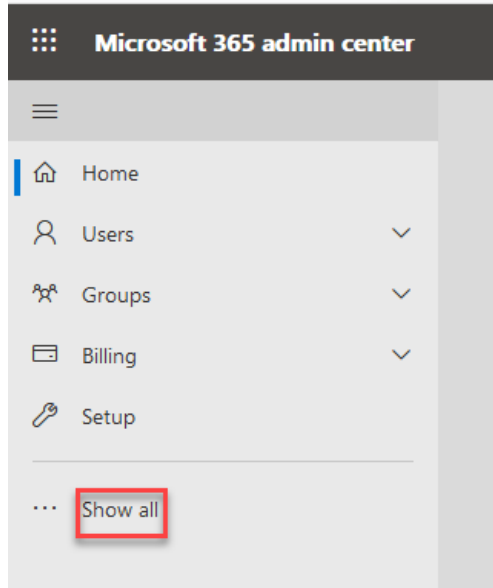 Microsoft 365 admin center
Home
Users
Groups
Billing
Setup
Show all